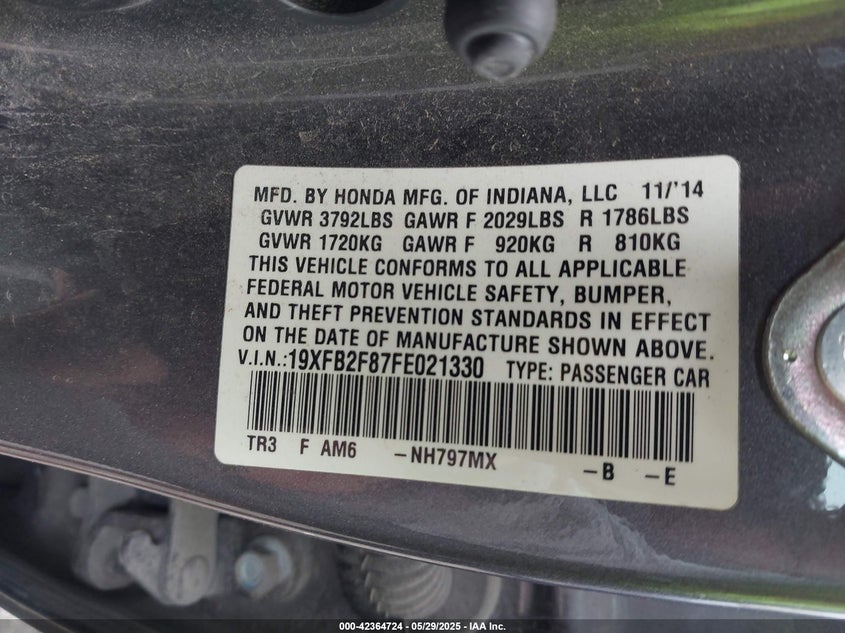 MFD. BY HONDA MFG. OF INDIANA, LLC 11/'14
GVWR 3792LBS GAWR F 2029LBS R 1786LBS
GVWR 1720KG GAWR F 920KG R 810KG
THIS VEHICLE CONFORMS TO ALL APPLICABLE
FEDERAL MOTOR VEHICLE SAFETY, BUMPER,
AND THEFT PREVENTION STANDARDS IN EFFECT
ON THE DATE OF MANUFACTURE SHOWN ABOVE.
V.I.N.:19XFB2F87FE021330 TYPE: PASSENGER CAR
TR3 F AM6 -NH797MX -B -E
000-42364724 | 05/29/2025 | IAA Inc.